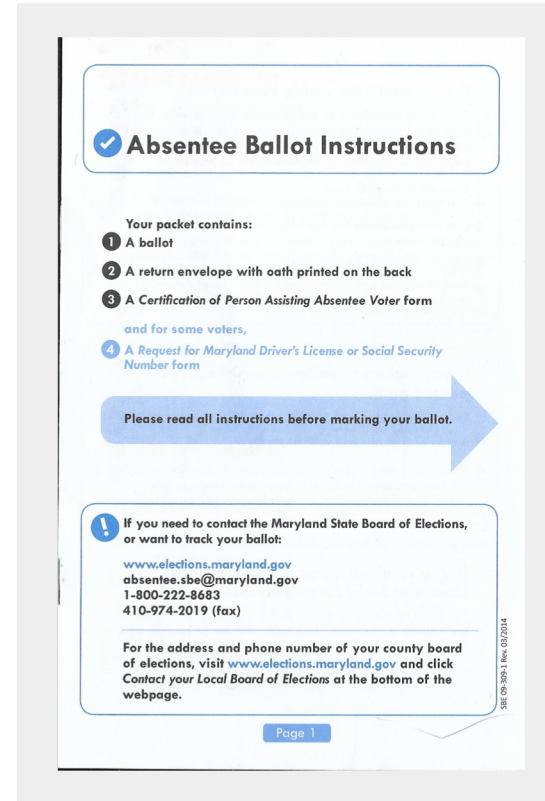 Absentee Ballot Instructions
Your packet contains:
1 A ballot
2 A return envelope with oath printed on the back
3 A Certification of Person Assisting Absentee Voter form
and for some voters,
4 A Request for Maryland Driver's License or Social Security
Number form
Please read all instructions before marking your ballot.
! If you need to contact the Maryland State Board of Elections,
or want to track your ballot:
www.elections.maryland.gov
absentee.sbe@maryland.gov
1-800-222-8683
410-974-2019 (fax)
For the address and phone number of your county board
of elections, visit www.elections.maryland.gov and click
Contact your Local Board of Elections at the bottom of the
webpage.
SBE 09-309-1 Rev. 03/2014
Page 1